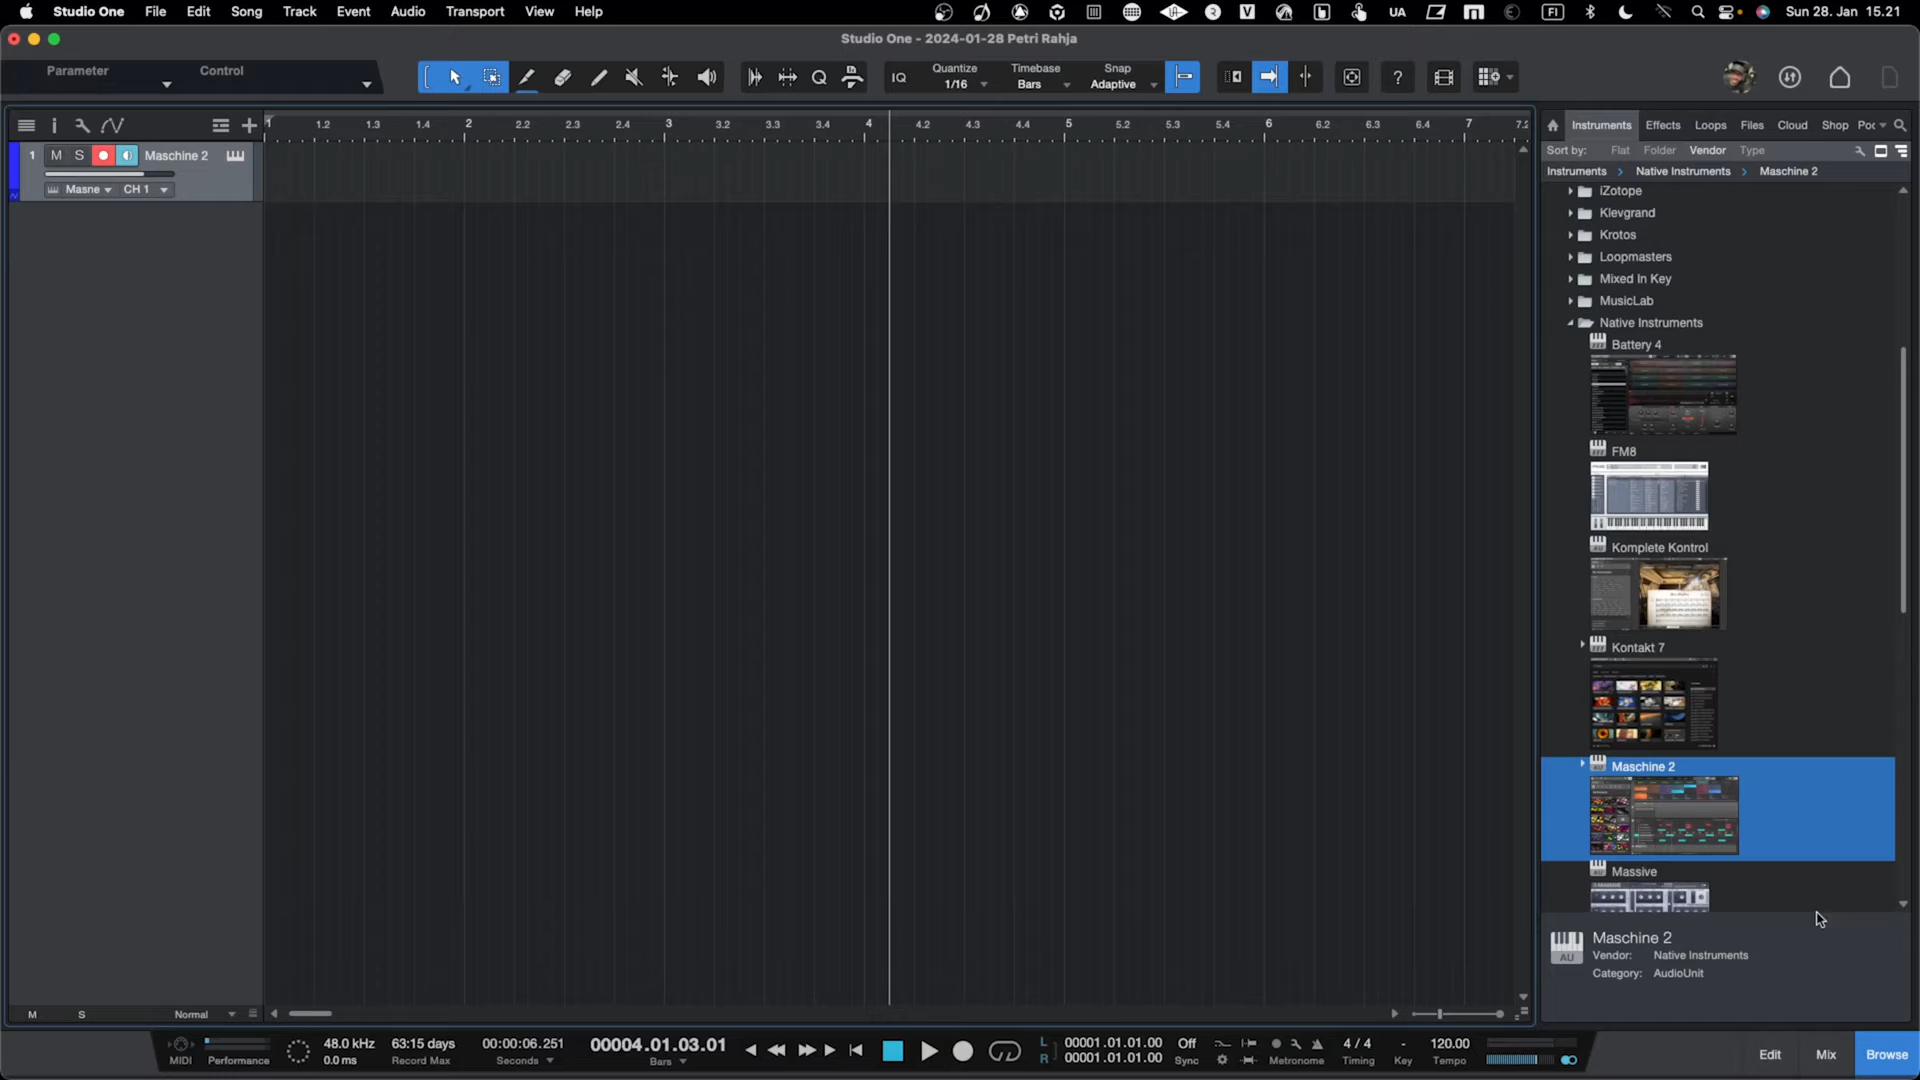 Studio One File Edit Song Track Event Audio Transport View Help UA FI Sun 28. Jan 15.21
Studio One - 2024-01-28 Petri Rahja
Parameter Control IQ Quantize 1/16 Timebase Bars Snap Adaptive ?
1 1.2 1.3 1.4 2 2.2 2.3 2.4 3 3.2 3.3 3.4 4 4.2 4.3 4.4 5 5.2 5.3 5.4 6 6.2 6.3 6.4 7 7.2
Instruments Effects Loops Files Cloud Shop Poc
1 M S Maschine 2
Masne CH 1
Sort by: Flat Folder Vendor Type
Instruments Native Instruments Maschine 2
iZotope
Klevgrand
Krotos
Loopmasters
Mixed In Key
MusicLab
Native Instruments
Battery 4
FM8
Komplete Kontrol
Kontakt 7
Maschine 2
Massive
Maschine 2
AU Vendor: Native Instruments
Category: AudioUnit
M S Normal
MIDI Performance
48.0 kHz
0.0 ms
63:15 days
Record Max
00:00:06.251
Seconds
00004.01.03.01
Bars
L 00001.01.01.00
R 00001.01.01.00
Off
Sync
Metronome
4 / 4
Timing
-
Key
120.00
Tempo
Edit Mix Browse